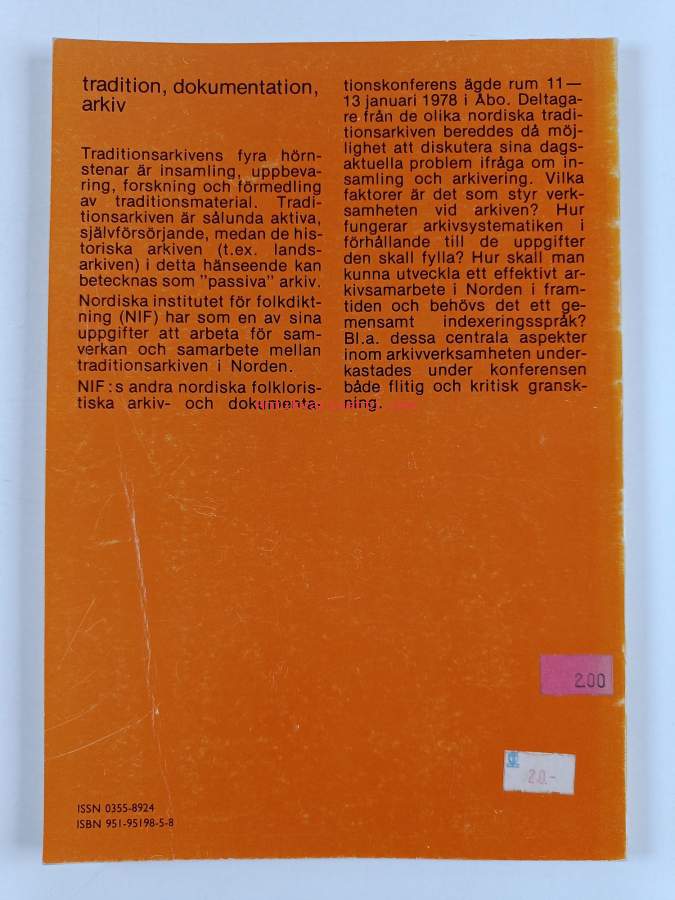 tradition, dokumentation,
arkiv
Traditionsarkivens fyra hörn-
stenar är insamling, uppbeva-
ring, forskning och förmedling
av traditionsmaterial. Tradi-
tionsarkiven är sålunda aktiva,
självförsörjande, medan de his-
toriska arkiven (t.ex. lands-
arkiven) i detta hänseende kan
betecknas som "passiva" arkiv.
Nordiska institutet för folkdikt-
ning (NIF) har som en av sina
uppgifter att arbeta för sam-
verkan och samarbete mellan
traditionsarkiven i Norden.
NIF:s andra nordiska folkloris-
tiska arkiv- och dokumenta-
tionskonferens ägde rum 11—
13 januari 1978 i Åbo. Deltaga-
re från de olika nordiska tradi-
tionsarkiven bereddes då möj-
lighet att diskutera sina dags-
aktuella problem ifråga om in-
samling och arkivering. Vilka
faktorer är det som styr verk-
samheten vid arkiven? Hur
fungerar arkivsystematiken i
förhållande till de uppgifter
den skall fylla? Hur skall man
kunna utveckla ett effektivt ar-
kivsamarbete i Norden i fram-
tiden och behövs det ett ge-
mensamt indexeringsspråk?
Bl.a. dessa centrala aspekter
inom arkivverksamheten under-
kastades under konferensen
både flitig och kritisk gransk-
ning.
2.00
20.-
ISSN 0355-8924
ISBN 951-95198-5-8